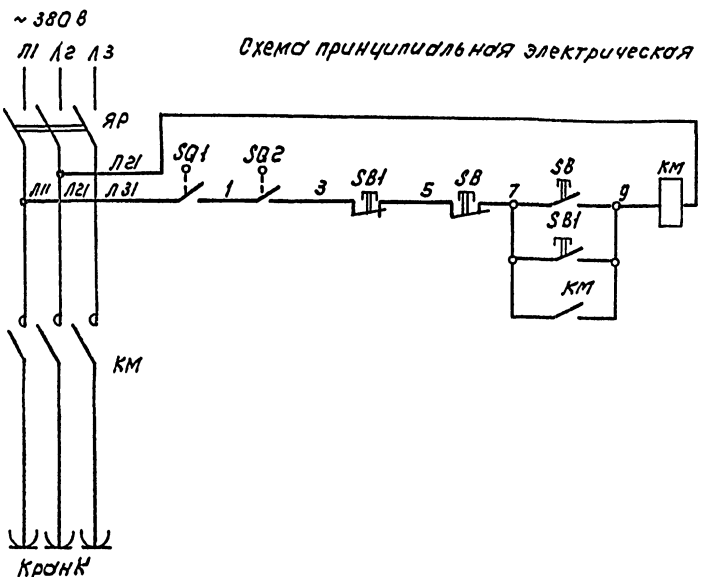 ~ 380 В
Л1 Л2 Л3
Схема принципиальная электрическая
ЯР
Л21
SQ1 SQ2 SB1 SB SB КМ
Л11 Л21 Л31 1 3 5 7 9
SB1
КМ
КМ
Кран К